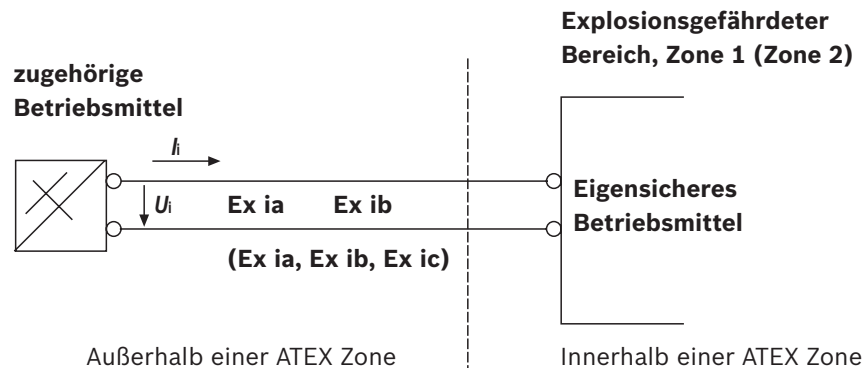 Explosionsgefährdeter
Bereich, Zone 1 (Zone 2)
zugehörige
Betriebsmittel
Ii
Ui
Ex ia Ex ib
(Ex ia, Ex ib, Ex ic)
Eigensicheres
Betriebsmittel
Außerhalb einer ATEX Zone
Innerhalb einer ATEX Zone